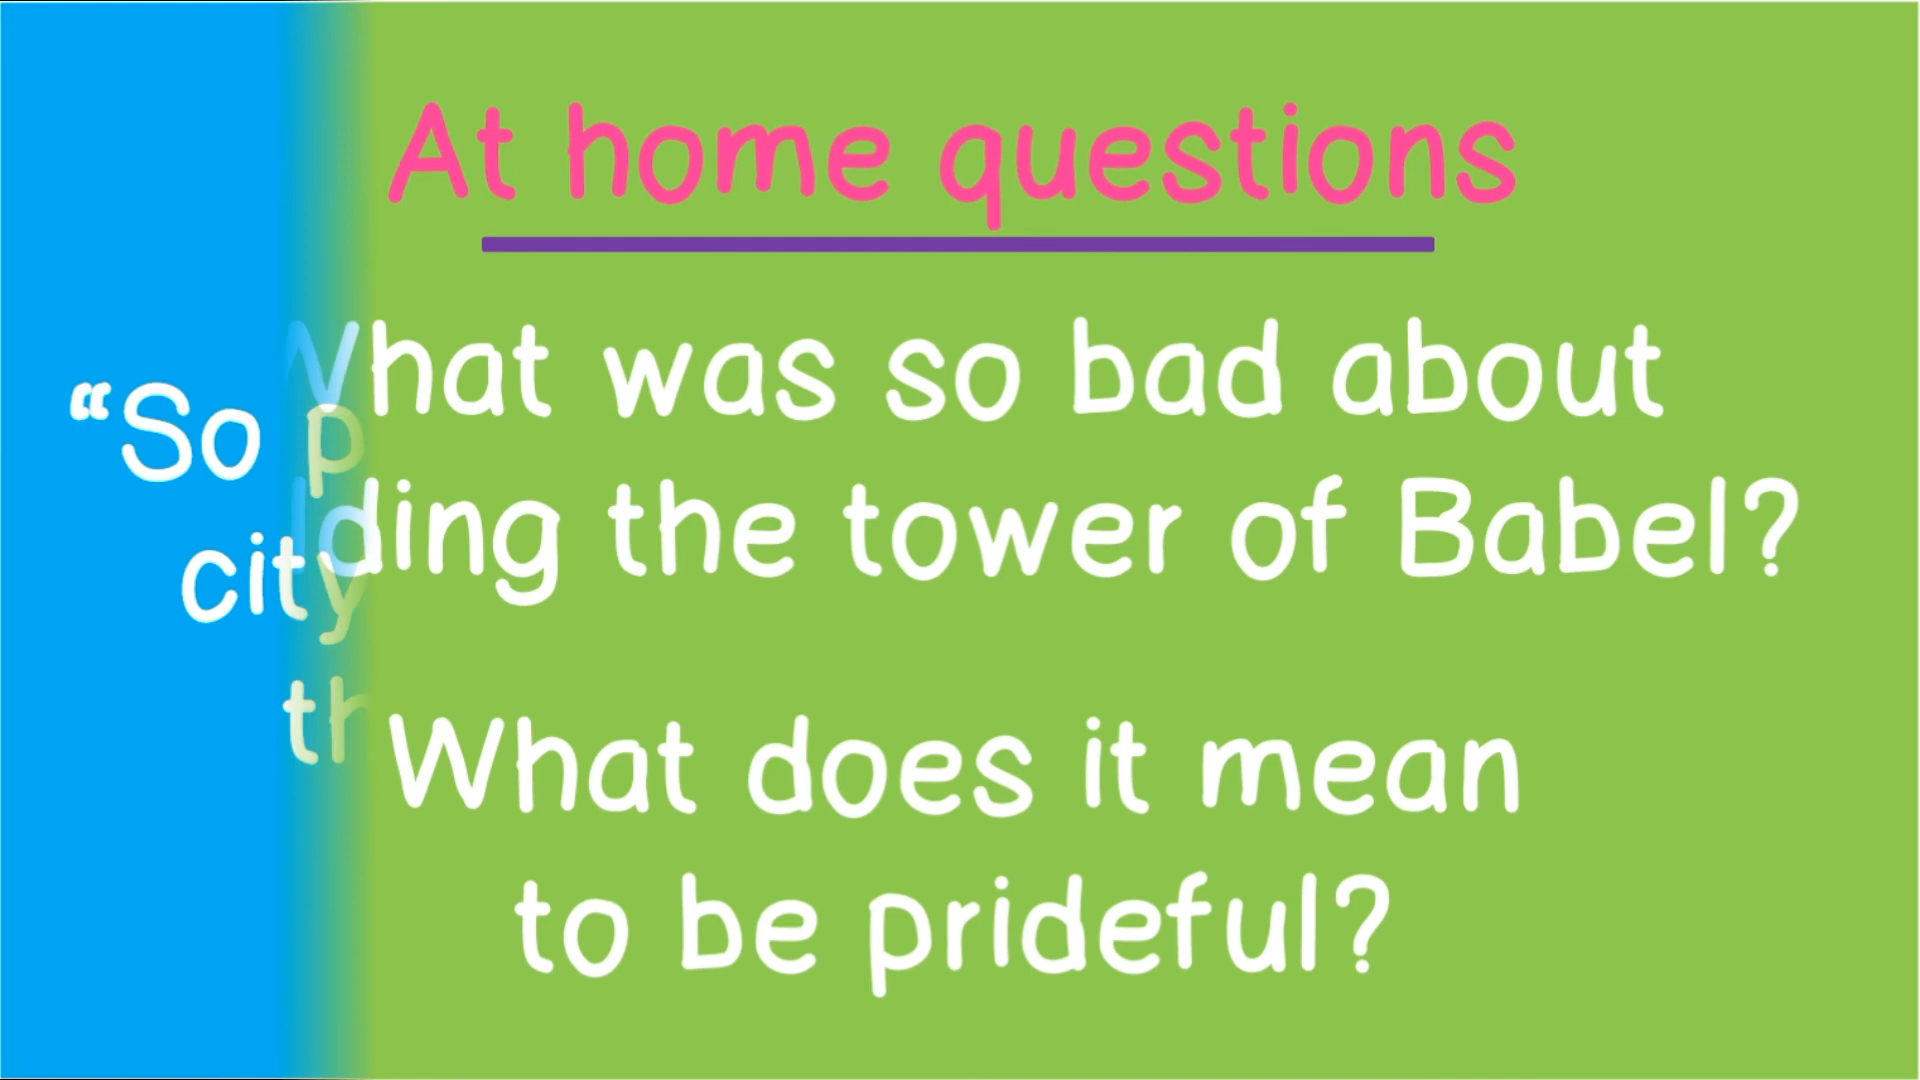 At home questions
What was so bad about
“So
ding the tower of Babel?
city
What does it mean
to be prideful?